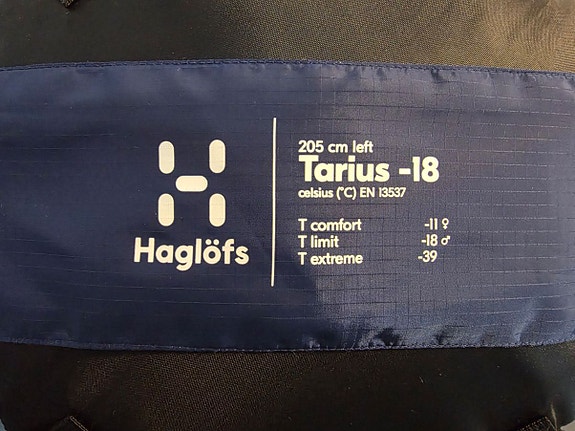 Haglöfs
205 cm left
Tarius -18
celsius (°C) EN 13537
T comfort -11 ♀
T limit -18 ♂
T extreme -39